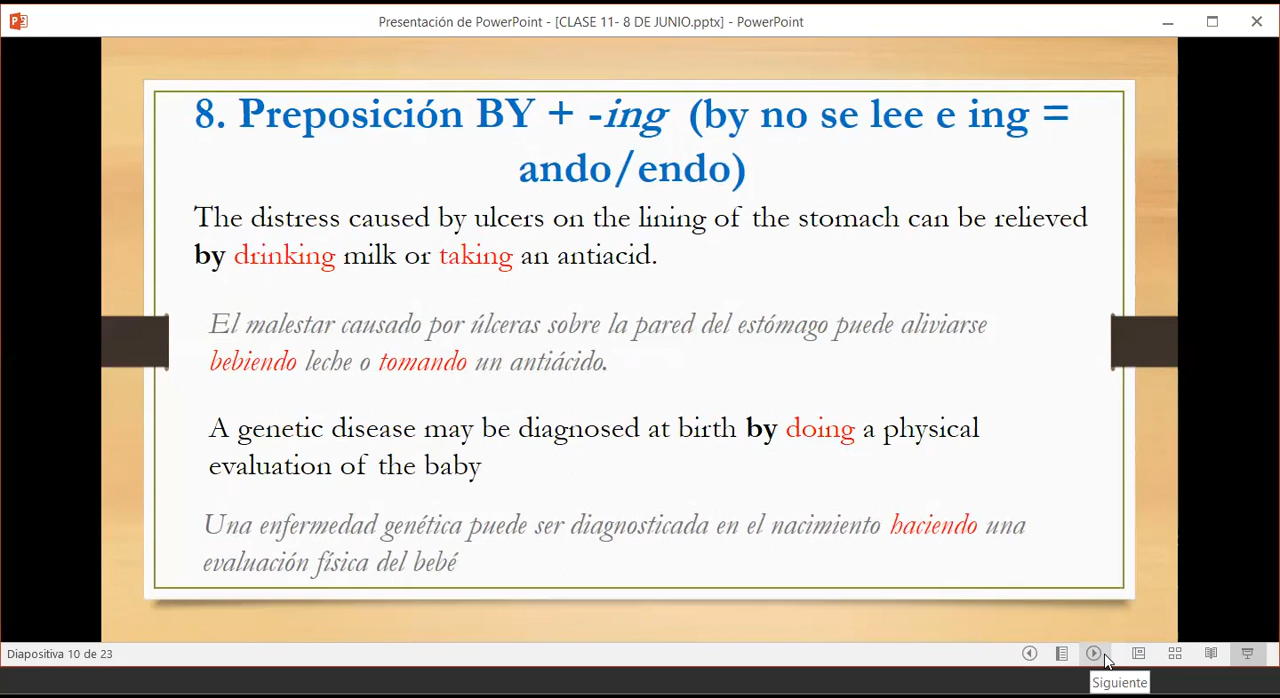 Presentación de PowerPoint - [CLASE 11- 8 DE JUNIO.pptx] - PowerPoint
8. Preposición BY + -ing (by no se lee e ing =
ando/endo)
The distress caused by ulcers on the lining of the stomach can be relieved
by drinking milk or taking an antiacid.
El malestar causado por úlceras sobre la pared del estómago puede aliviarse
bebiendo leche o tomando un antiácido.
A genetic disease may be diagnosed at birth by doing a physical
evaluation of the baby
Una enfermedad genética puede ser diagnosticada en el nacimiento haciendo una
evaluación física del bebé
Diapositiva 10 de 23
Siguiente